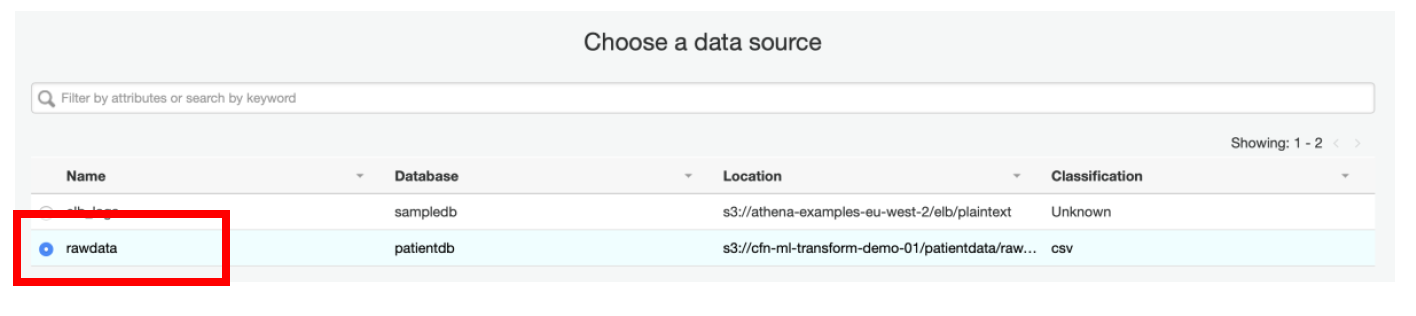 Choose a data source
Filter by attributes or search by keyword
Showing: 1 - 2 < >
Name Database Location Classification
sampledb s3://athena-examples-eu-west-2/elb/plaintext Unknown
rawdata patientdb s3://cfn-ml-transform-demo-01/patientdata/raw... csv